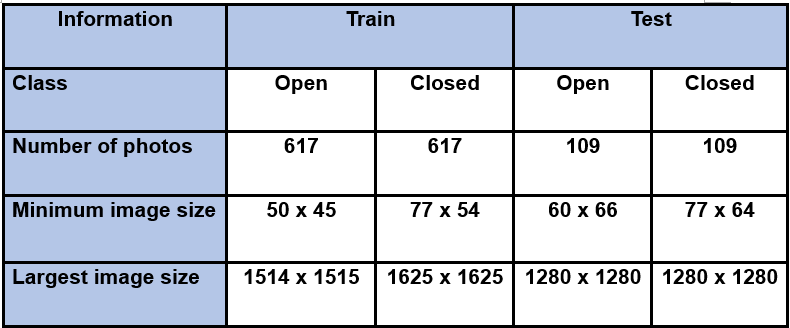 Information Train Test
Class Open Closed Open Closed
Number of photos 617 617 109 109
Minimum image size 50 x 45 77 x 54 60 x 66 77 x 64
Largest image size 1514 x 1515 1625 x 1625 1280 x 1280 1280 x 1280